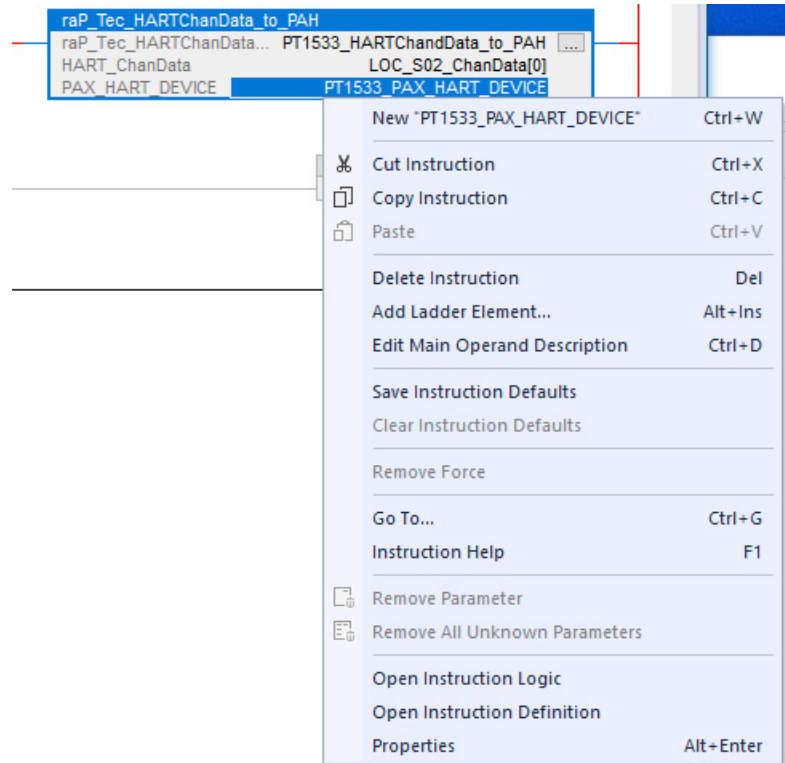 raP_Tec_HARTChanData_to_PAH
raP_Tec_HARTChanData... PT1533_HARTChandData_to_PAH ...
HART_ChanData LOC_S02_ChanData[0]
PAX_HART_DEVICE PT1533_PAX_HART_DEVICE
New "PT1533_PAX_HART_DEVICE" Ctrl+W
Cut Instruction Ctrl+X
Copy Instruction Ctrl+C
Paste Ctrl+V
Delete Instruction Del
Add Ladder Element... Alt+Ins
Edit Main Operand Description Ctrl+D
Save Instruction Defaults
Clear Instruction Defaults
Remove Force
Go To... Ctrl+G
Instruction Help F1
Remove Parameter
Remove All Unknown Parameters
Open Instruction Logic
Open Instruction Definition
Properties Alt+Enter